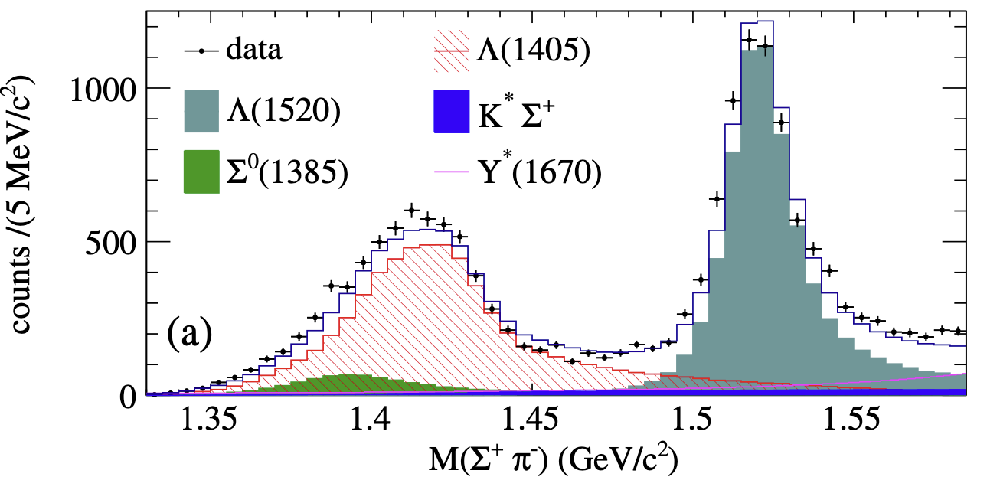 counts /(5 MeV/c²)
1000
500
0
data
Λ(1520)
Σ⁰(1385)
Λ(1405)
K* Σ⁺
Y*(1670)
(a)
1.35 1.4 1.45 1.5 1.55
M(Σ⁺ π⁻) (GeV/c²)